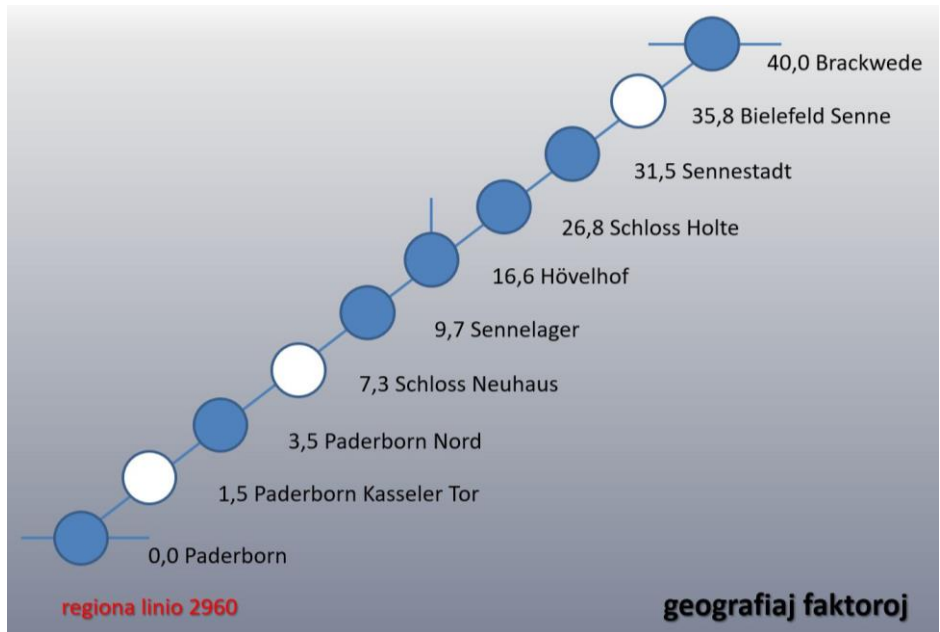 40,0 Brackwede
35,8 Bielefeld Senne
31,5 Sennestadt
26,8 Schloss Holte
16,6 Hövelhof
9,7 Sennelager
7,3 Schloss Neuhaus
3,5 Paderborn Nord
1,5 Paderborn Kasseler Tor
0,0 Paderborn
regiona linio 2960
geografiaj faktoroj